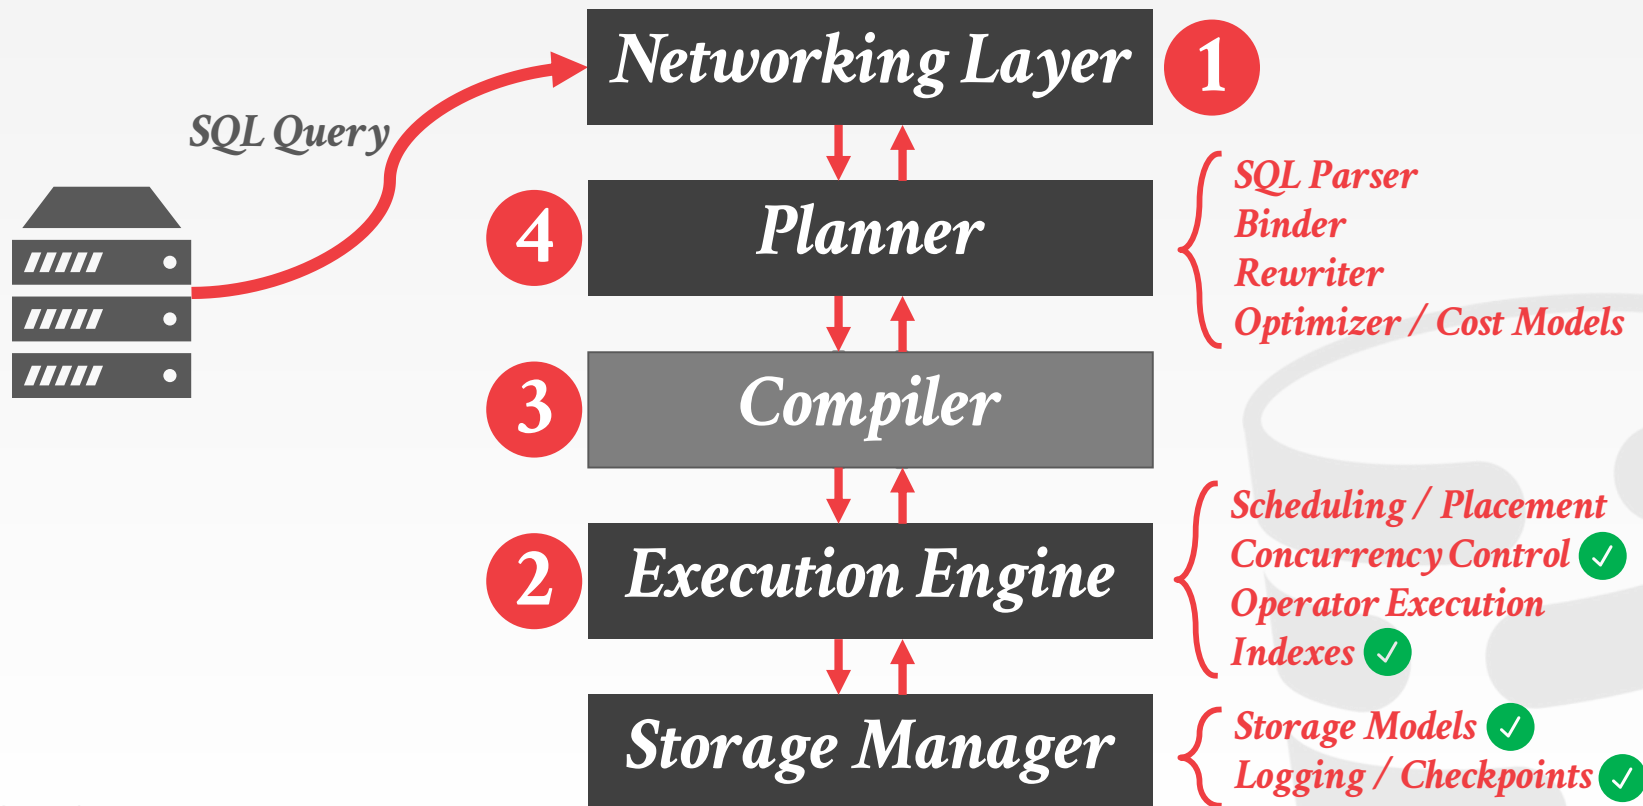 Networking Layer
1
SQL Query
4
Planner
SQL Parser
Binder
Rewriter
Optimizer / Cost Models
3
Compiler
2
Execution Engine
Scheduling / Placement
Concurrency Control
Operator Execution
Indexes
Storage Manager
Storage Models
Logging / Checkpoints